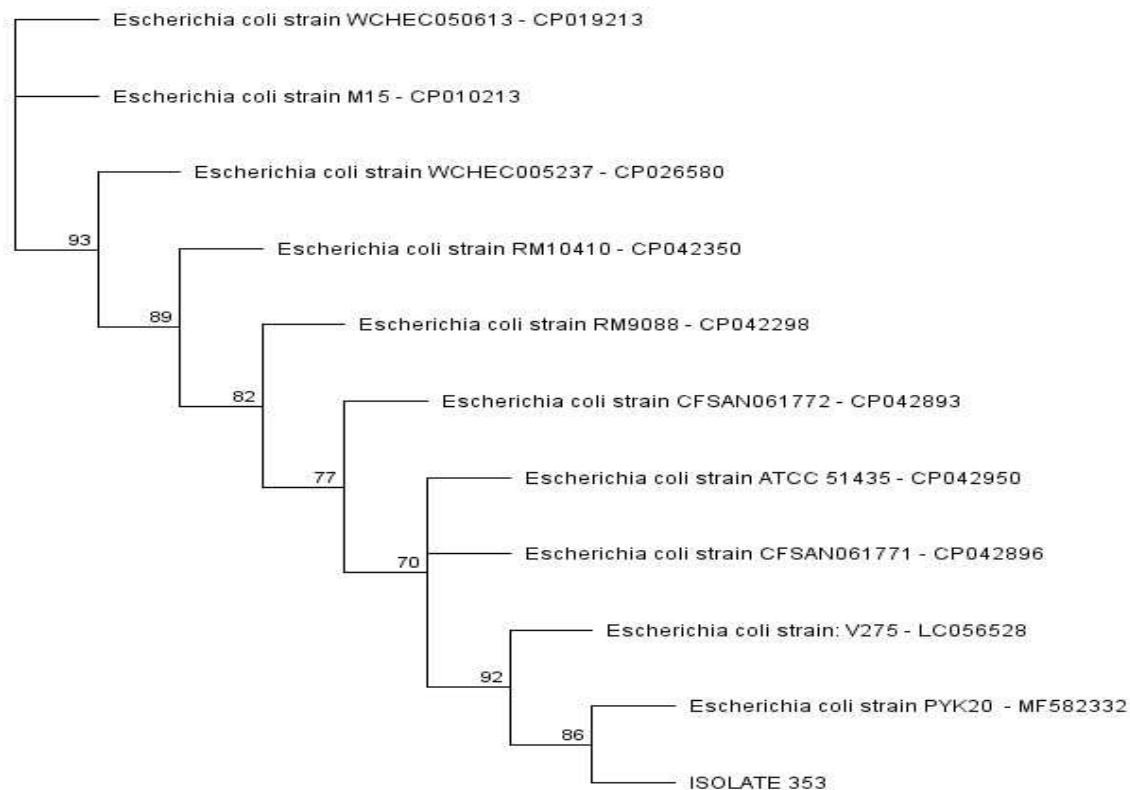 Escherichia coli strain WCHEC050613 - CP019213
Escherichia coli strain M15 - CP010213
Escherichia coli strain WCHEC005237 - CP026580
93
Escherichia coli strain RM10410 - CP042350
89
Escherichia coli strain RM9088 - CP042298
82
Escherichia coli strain CFSAN061772 - CP042893
77
Escherichia coli strain ATCC 51435 - CP042950
Escherichia coli strain CFSAN061771 - CP042896
70
Escherichia coli strain: V275 - LC056528
92
Escherichia coli strain PYK20 - MF582332
86
ISOLATE 353